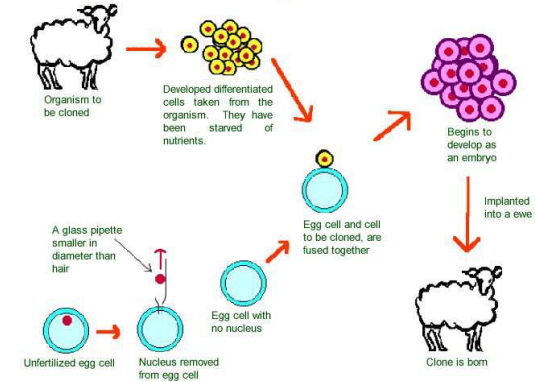 Organism to
be cloned
Developed differentiated
cells taken from the
organism. They have
been starved of
nutrients.
Begins to
develop as
an embryo
Implanted
into a ewe
Egg cell and cell
to be cloned, are
fused together
A glass pipette
smaller in
diameter than
hair
Egg cell with
no nucleus
Unfertilized egg cell
Nucleus removed
from egg cell
Clone is born